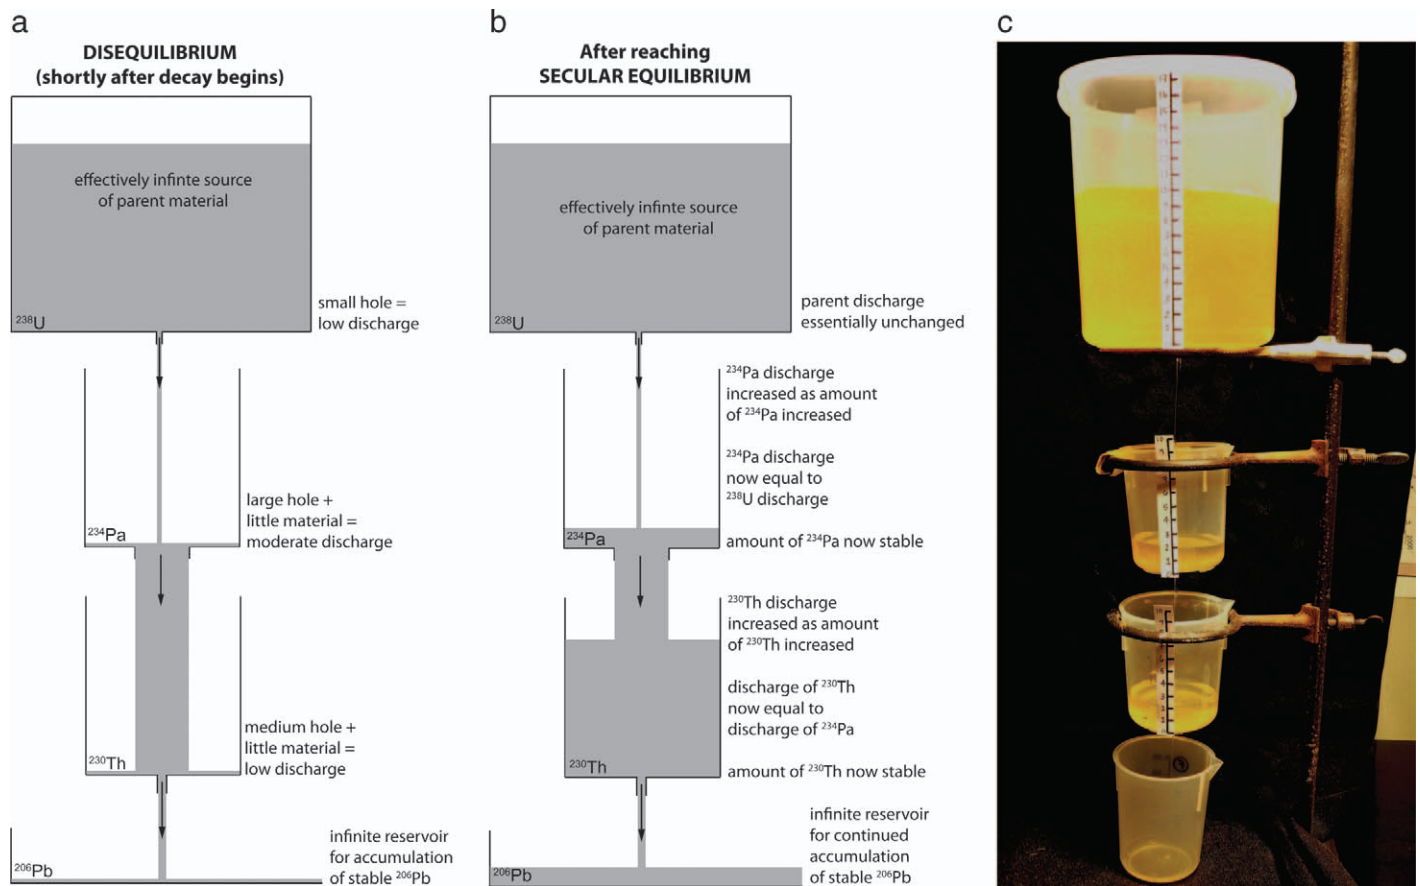 a
DISEQUILIBRIUM
(shortly after decay begins)
effectively infinte source
of parent material
small hole =
low discharge
²³⁸U
large hole +
little material =
moderate discharge
²³⁴Pa
medium hole +
little material =
low discharge
²³⁰Th
infinite reservoir
for accumulation
of stable ²⁰⁶Pb
²⁰⁶Pb
b
After reaching
SECULAR EQUILIBRIUM
effectively infinte source
of parent material
parent discharge
essentially unchanged
²³⁸U
²³⁴Pa discharge
increased as amount
of ²³⁴Pa increased
²³⁴Pa discharge
now equal to
²³⁸U discharge
²³⁴Pa
amount of ²³⁴Pa now stable
²³⁰Th discharge
increased as amount
of ²³⁰Th increased
discharge of ²³⁰Th
now equal to
discharge of ²³⁴Pa
²³⁰Th
amount of ²³⁰Th now stable
infinite reservoir
for continued
accumulation
of stable ²⁰⁶Pb
²⁰⁶Pb
c